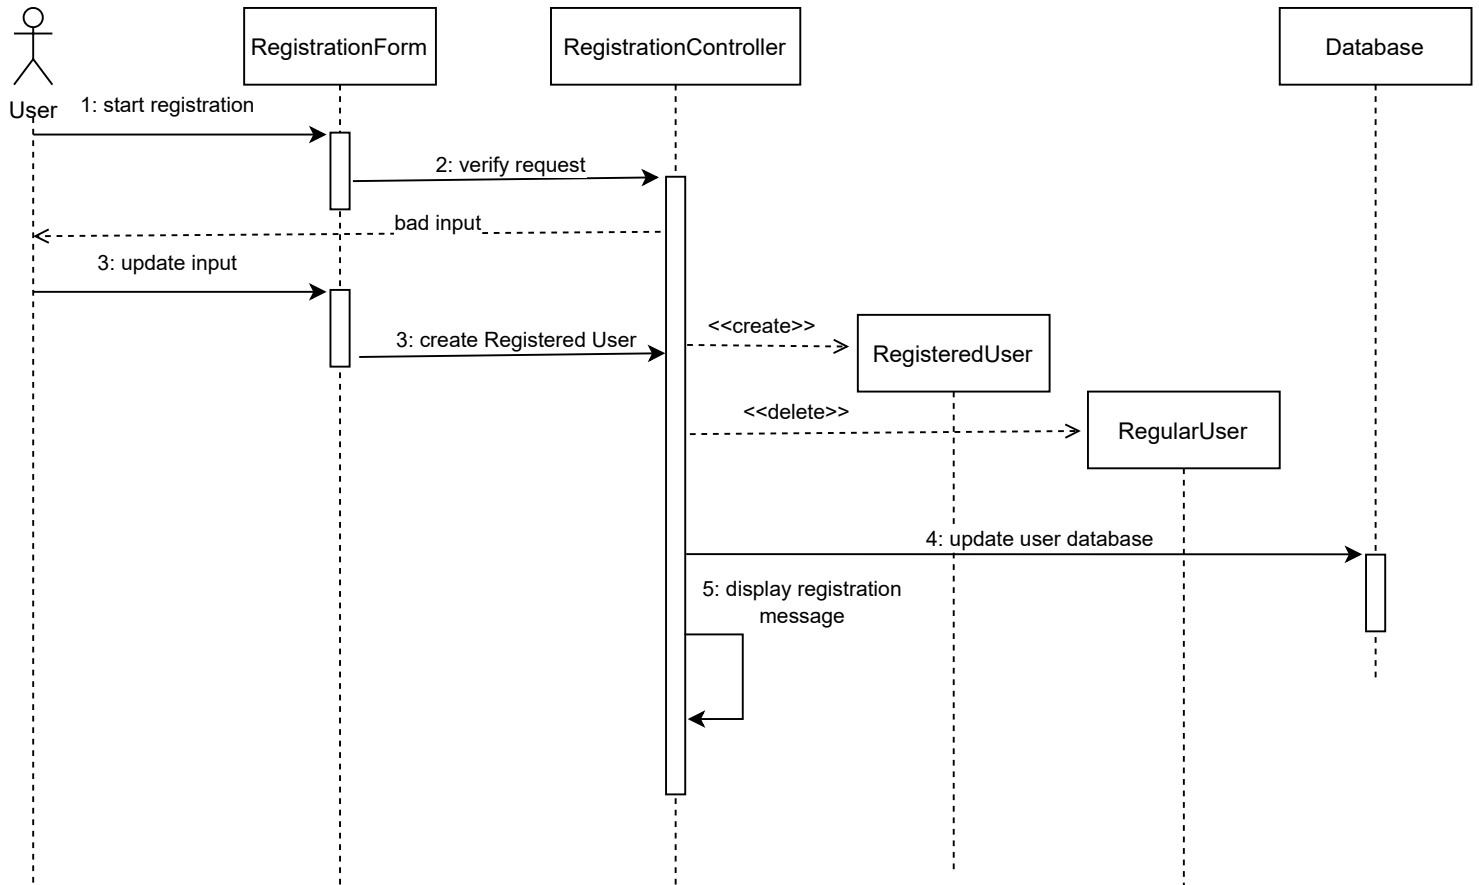 RegistrationForm
RegistrationController
Database
User
1: start registration
2: verify request
bad input
3: update input
3: create Registered User
<<create>>
RegisteredUser
<<delete>>
RegularUser
4: update user database
5: display registration
message